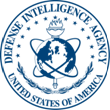 DEFENSE INTELLIGENCE AGENCY
UNITED STATES OF AMERICA